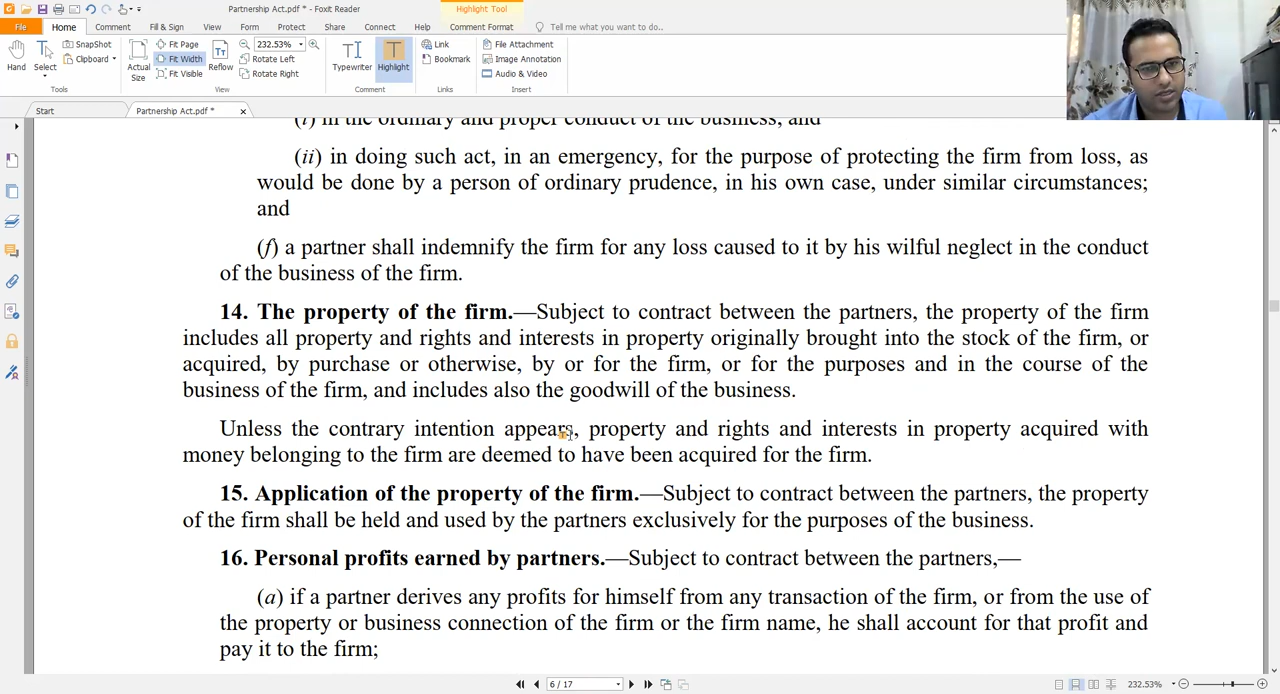 Partnership Act.pdf * - Foxit Reader
Highlight Tool
File Home Comment Fill & Sign View Form Protect Share Connect Help Comment Format Tell me what you want to do..
Hand
Select
SnapShot
Clipboard
Actual Size
Fit Page
Fit Width
Fit Visible
Reflow
232.53%
Rotate Left
Rotate Right
Typewriter
Highlight
Link
Bookmark
File Attachment
Image Annotation
Audio & Video
Tools View Comment Links Insert
Start Partnership Act.pdf *
(i) in the ordinary and proper conduct of the business; and
(ii) in doing such act, in an emergency, for the purpose of protecting the firm from loss, as
would be done by a person of ordinary prudence, in his own case, under similar circumstances;
and
(f) a partner shall indemnify the firm for any loss caused to it by his wilful neglect in the conduct
of the business of the firm.
14. The property of the firm.—Subject to contract between the partners, the property of the firm
includes all property and rights and interests in property originally brought into the stock of the firm, or
acquired, by purchase or otherwise, by or for the firm, or for the purposes and in the course of the
business of the firm, and includes also the goodwill of the business.
Unless the contrary intention appears, property and rights and interests in property acquired with
money belonging to the firm are deemed to have been acquired for the firm.
15. Application of the property of the firm.—Subject to contract between the partners, the property
of the firm shall be held and used by the partners exclusively for the purposes of the business.
16. Personal profits earned by partners.—Subject to contract between the partners,—
(a) if a partner derives any profits for himself from any transaction of the firm, or from the use of
the property or business connection of the firm or the firm name, he shall account for that profit and
pay it to the firm;
6 / 17
232.53%